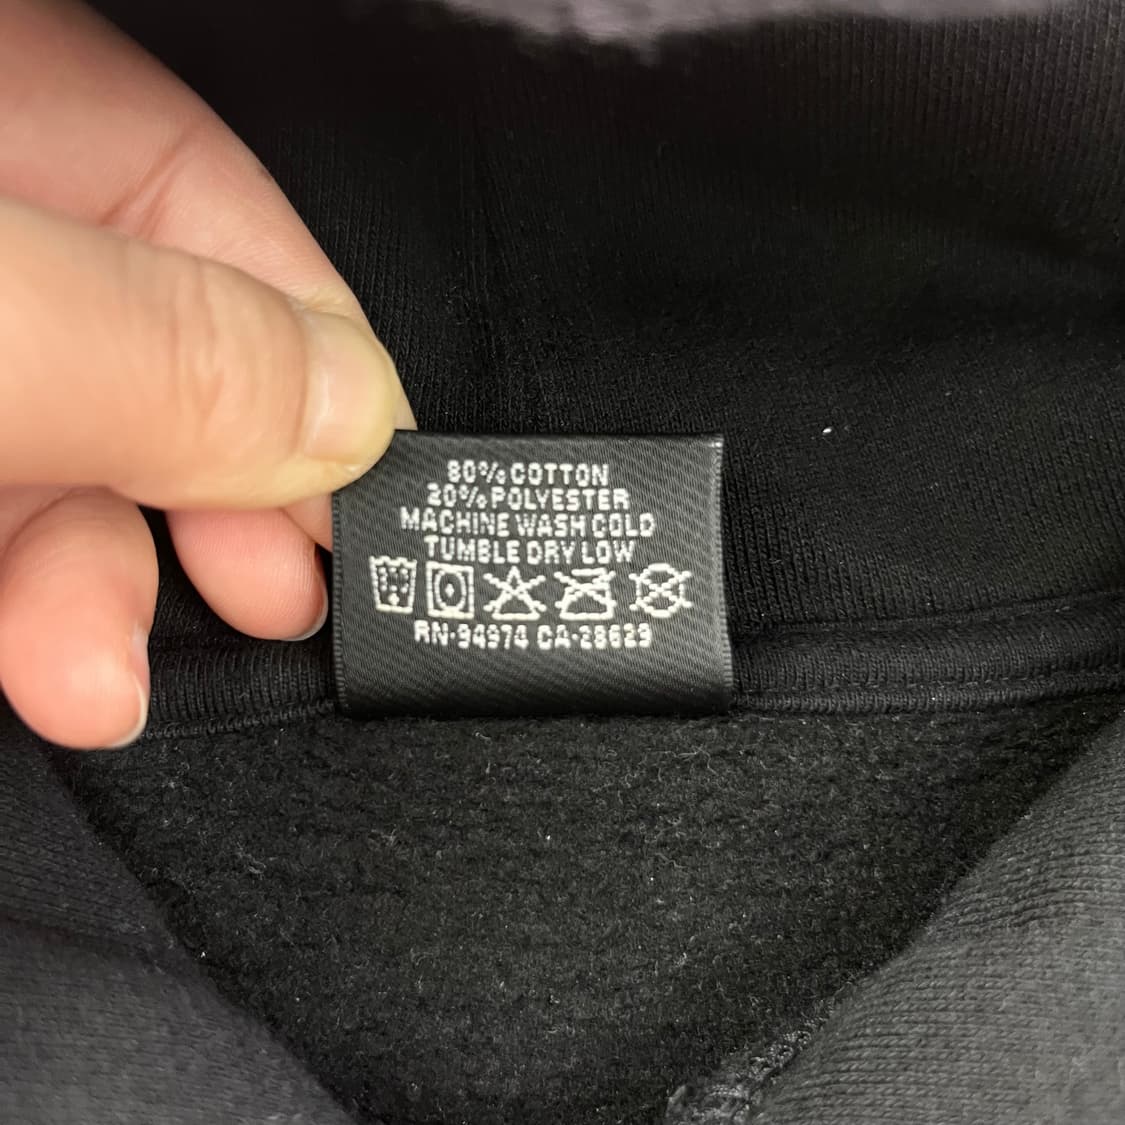 80% COTTON
20% POLYESTER
MACHINE WASH COLD
TUMBLE DRY LOW
RN-94974 CA-28629